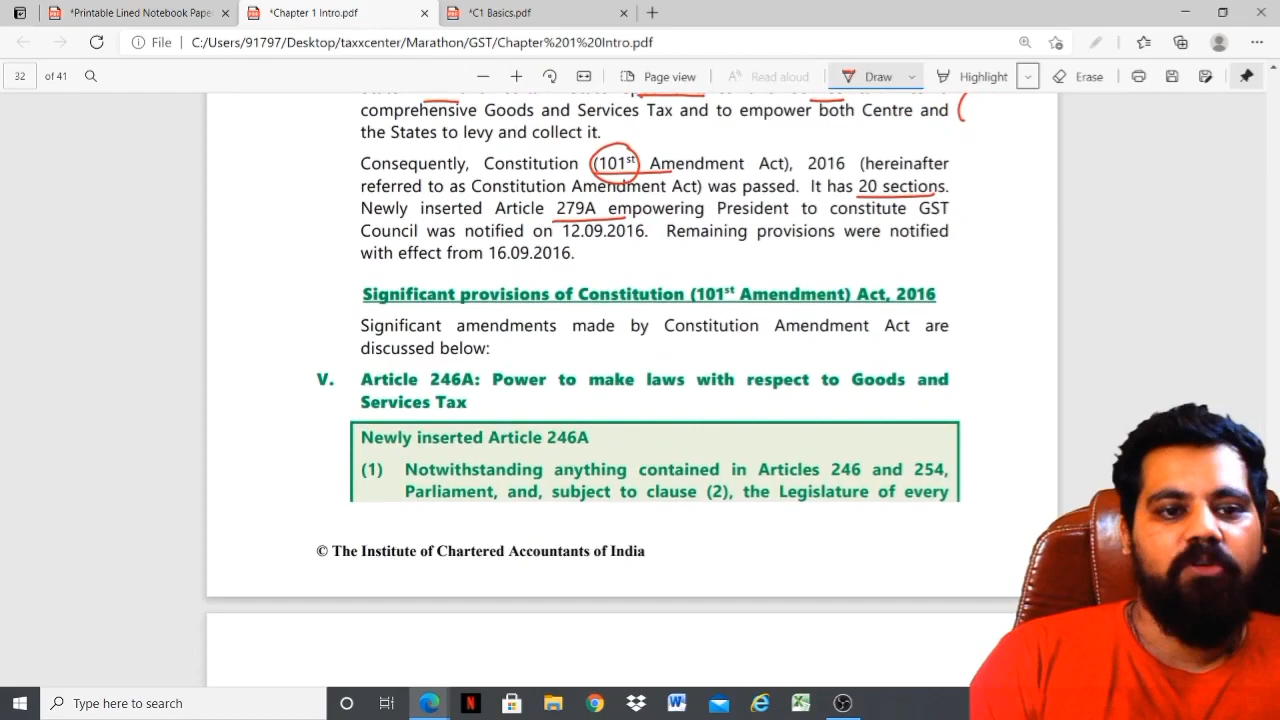 *Printable Lined Notebook Pape
*Chapter 1 Intro.pdf
*C1 Basics.pdf
File
C:/Users/91797/Desktop/taxxcenter/Marathon/GST/Chapter%201%20Intro.pdf
32 of 41
Page view
Read aloud
Draw
Highlight
Erase
comprehensive Goods and Services Tax and to empower both Centre and
the States to levy and collect it.
Consequently, Constitution (101st Amendment Act), 2016 (hereinafter
referred to as Constitution Amendment Act) was passed. It has 20 sections.
Newly inserted Article 279A empowering President to constitute GST
Council was notified on 12.09.2016. Remaining provisions were notified
with effect from 16.09.2016.
Significant provisions of Constitution (101st Amendment) Act, 2016
Significant amendments made by Constitution Amendment Act are
discussed below:
V. Article 246A: Power to make laws with respect to Goods and
Services Tax
Newly inserted Article 246A
(1) Notwithstanding anything contained in Articles 246 and 254,
Parliament, and, subject to clause (2), the Legislature of every
© The Institute of Chartered Accountants of India
Type here to search